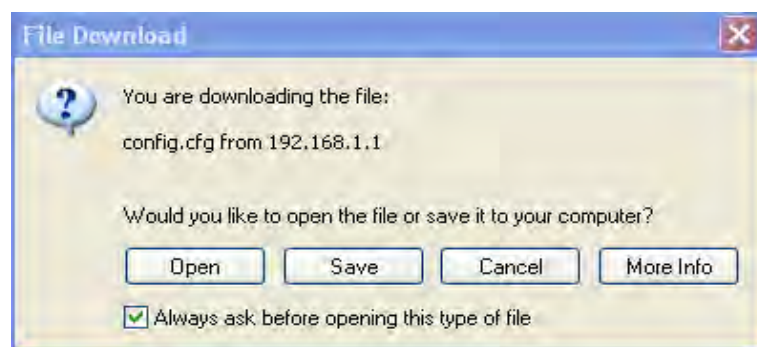 File Download
You are downloading the file:
config.cfg from 192.168.1.1
Would you like to open the file or save it to your computer?
Open Save Cancel More Info
Always ask before opening this type of file